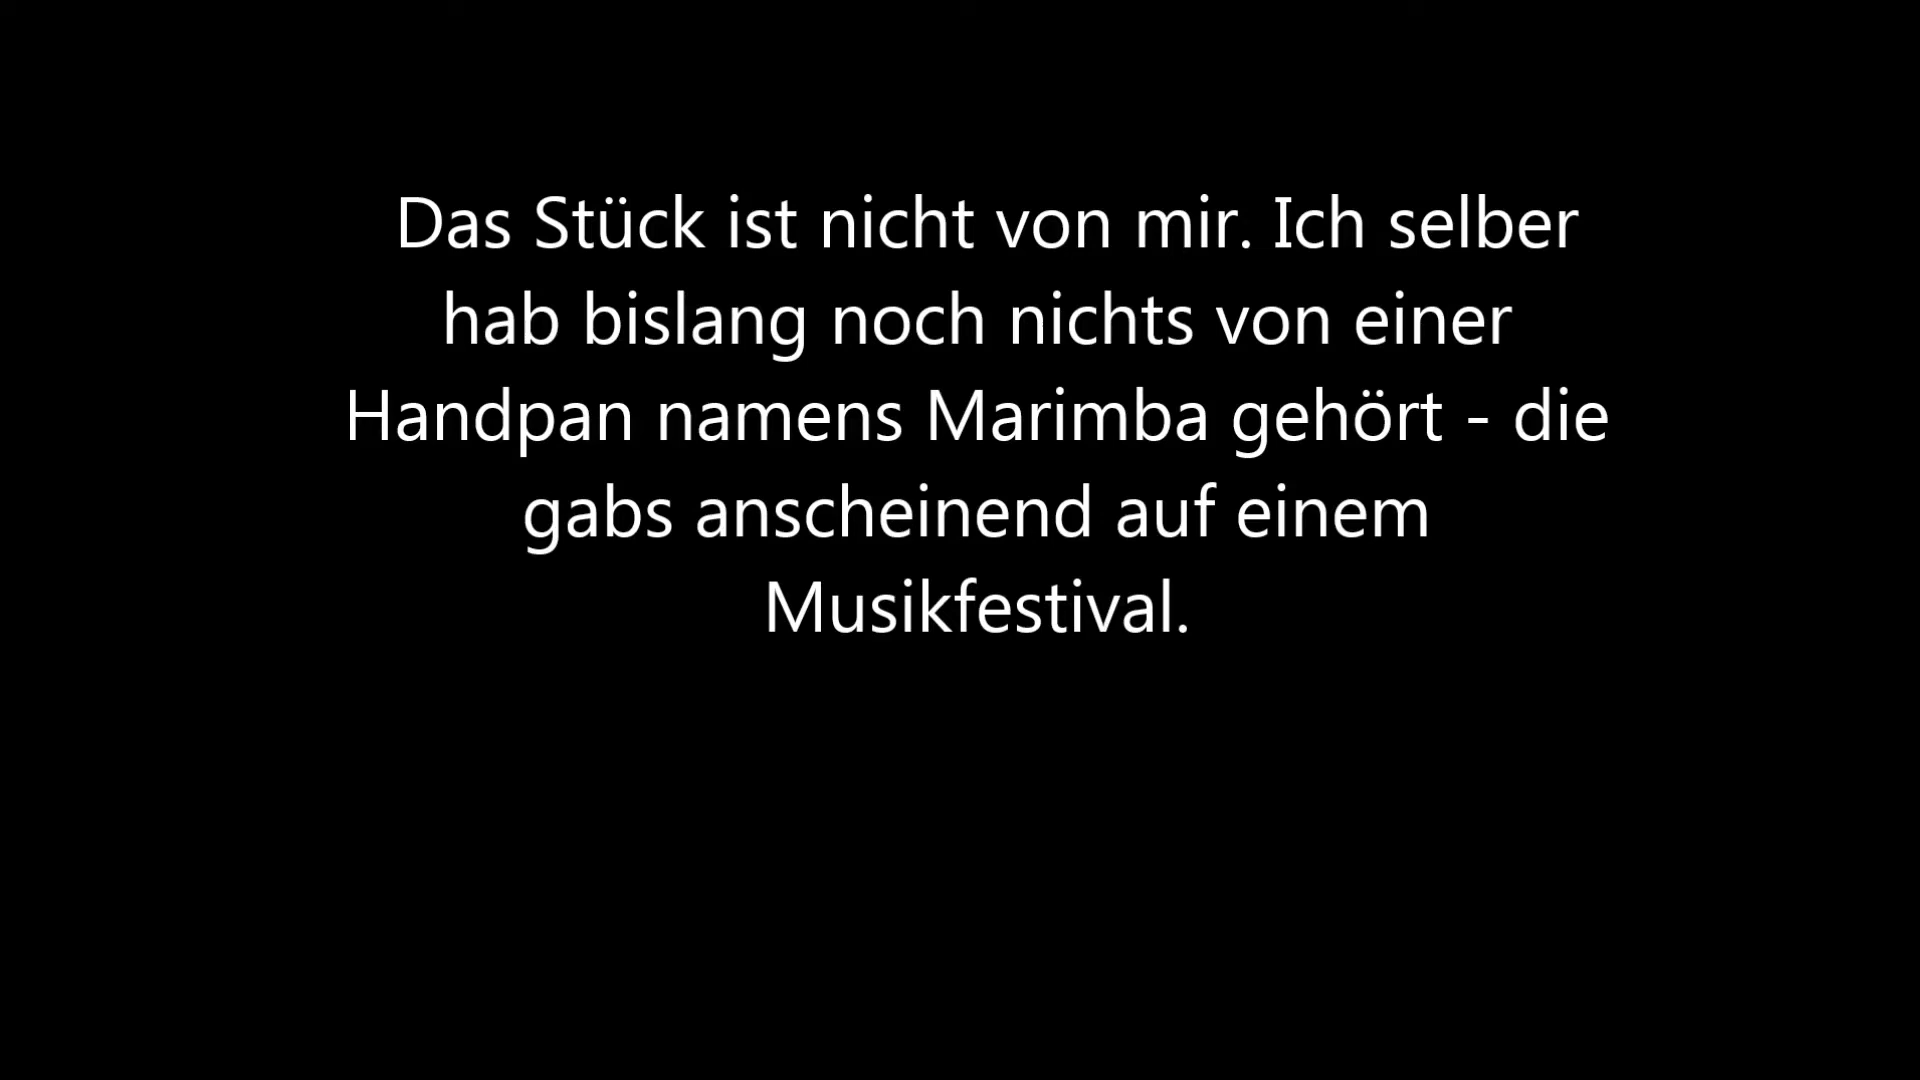 Das Stück ist nicht von mir. Ich selber
hab bislang noch nichts von einer
Handpan namens Marimba gehört - die
gabs anscheinend auf einem
Musikfestival.